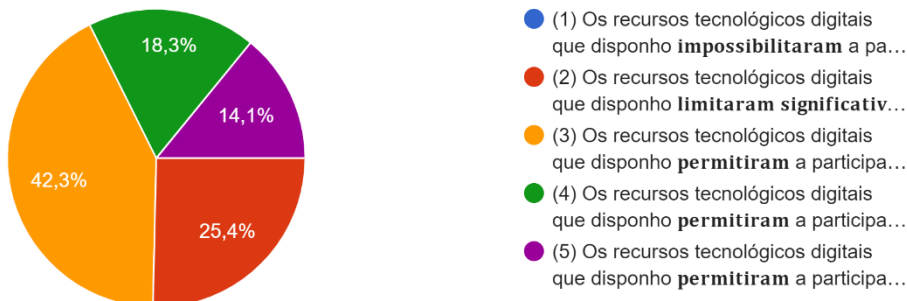 18,3%
14,1%
42,3%
25,4%
(1) Os recursos tecnológicos digitais
que disponho impossibilitaram a pa…
(2) Os recursos tecnológicos digitais
que disponho limitaram significativ…
(3) Os recursos tecnológicos digitais
que disponho permitiram a participa…
(4) Os recursos tecnológicos digitais
que disponho permitiram a participa…
(5) Os recursos tecnológicos digitais
que disponho permitiram a participa…